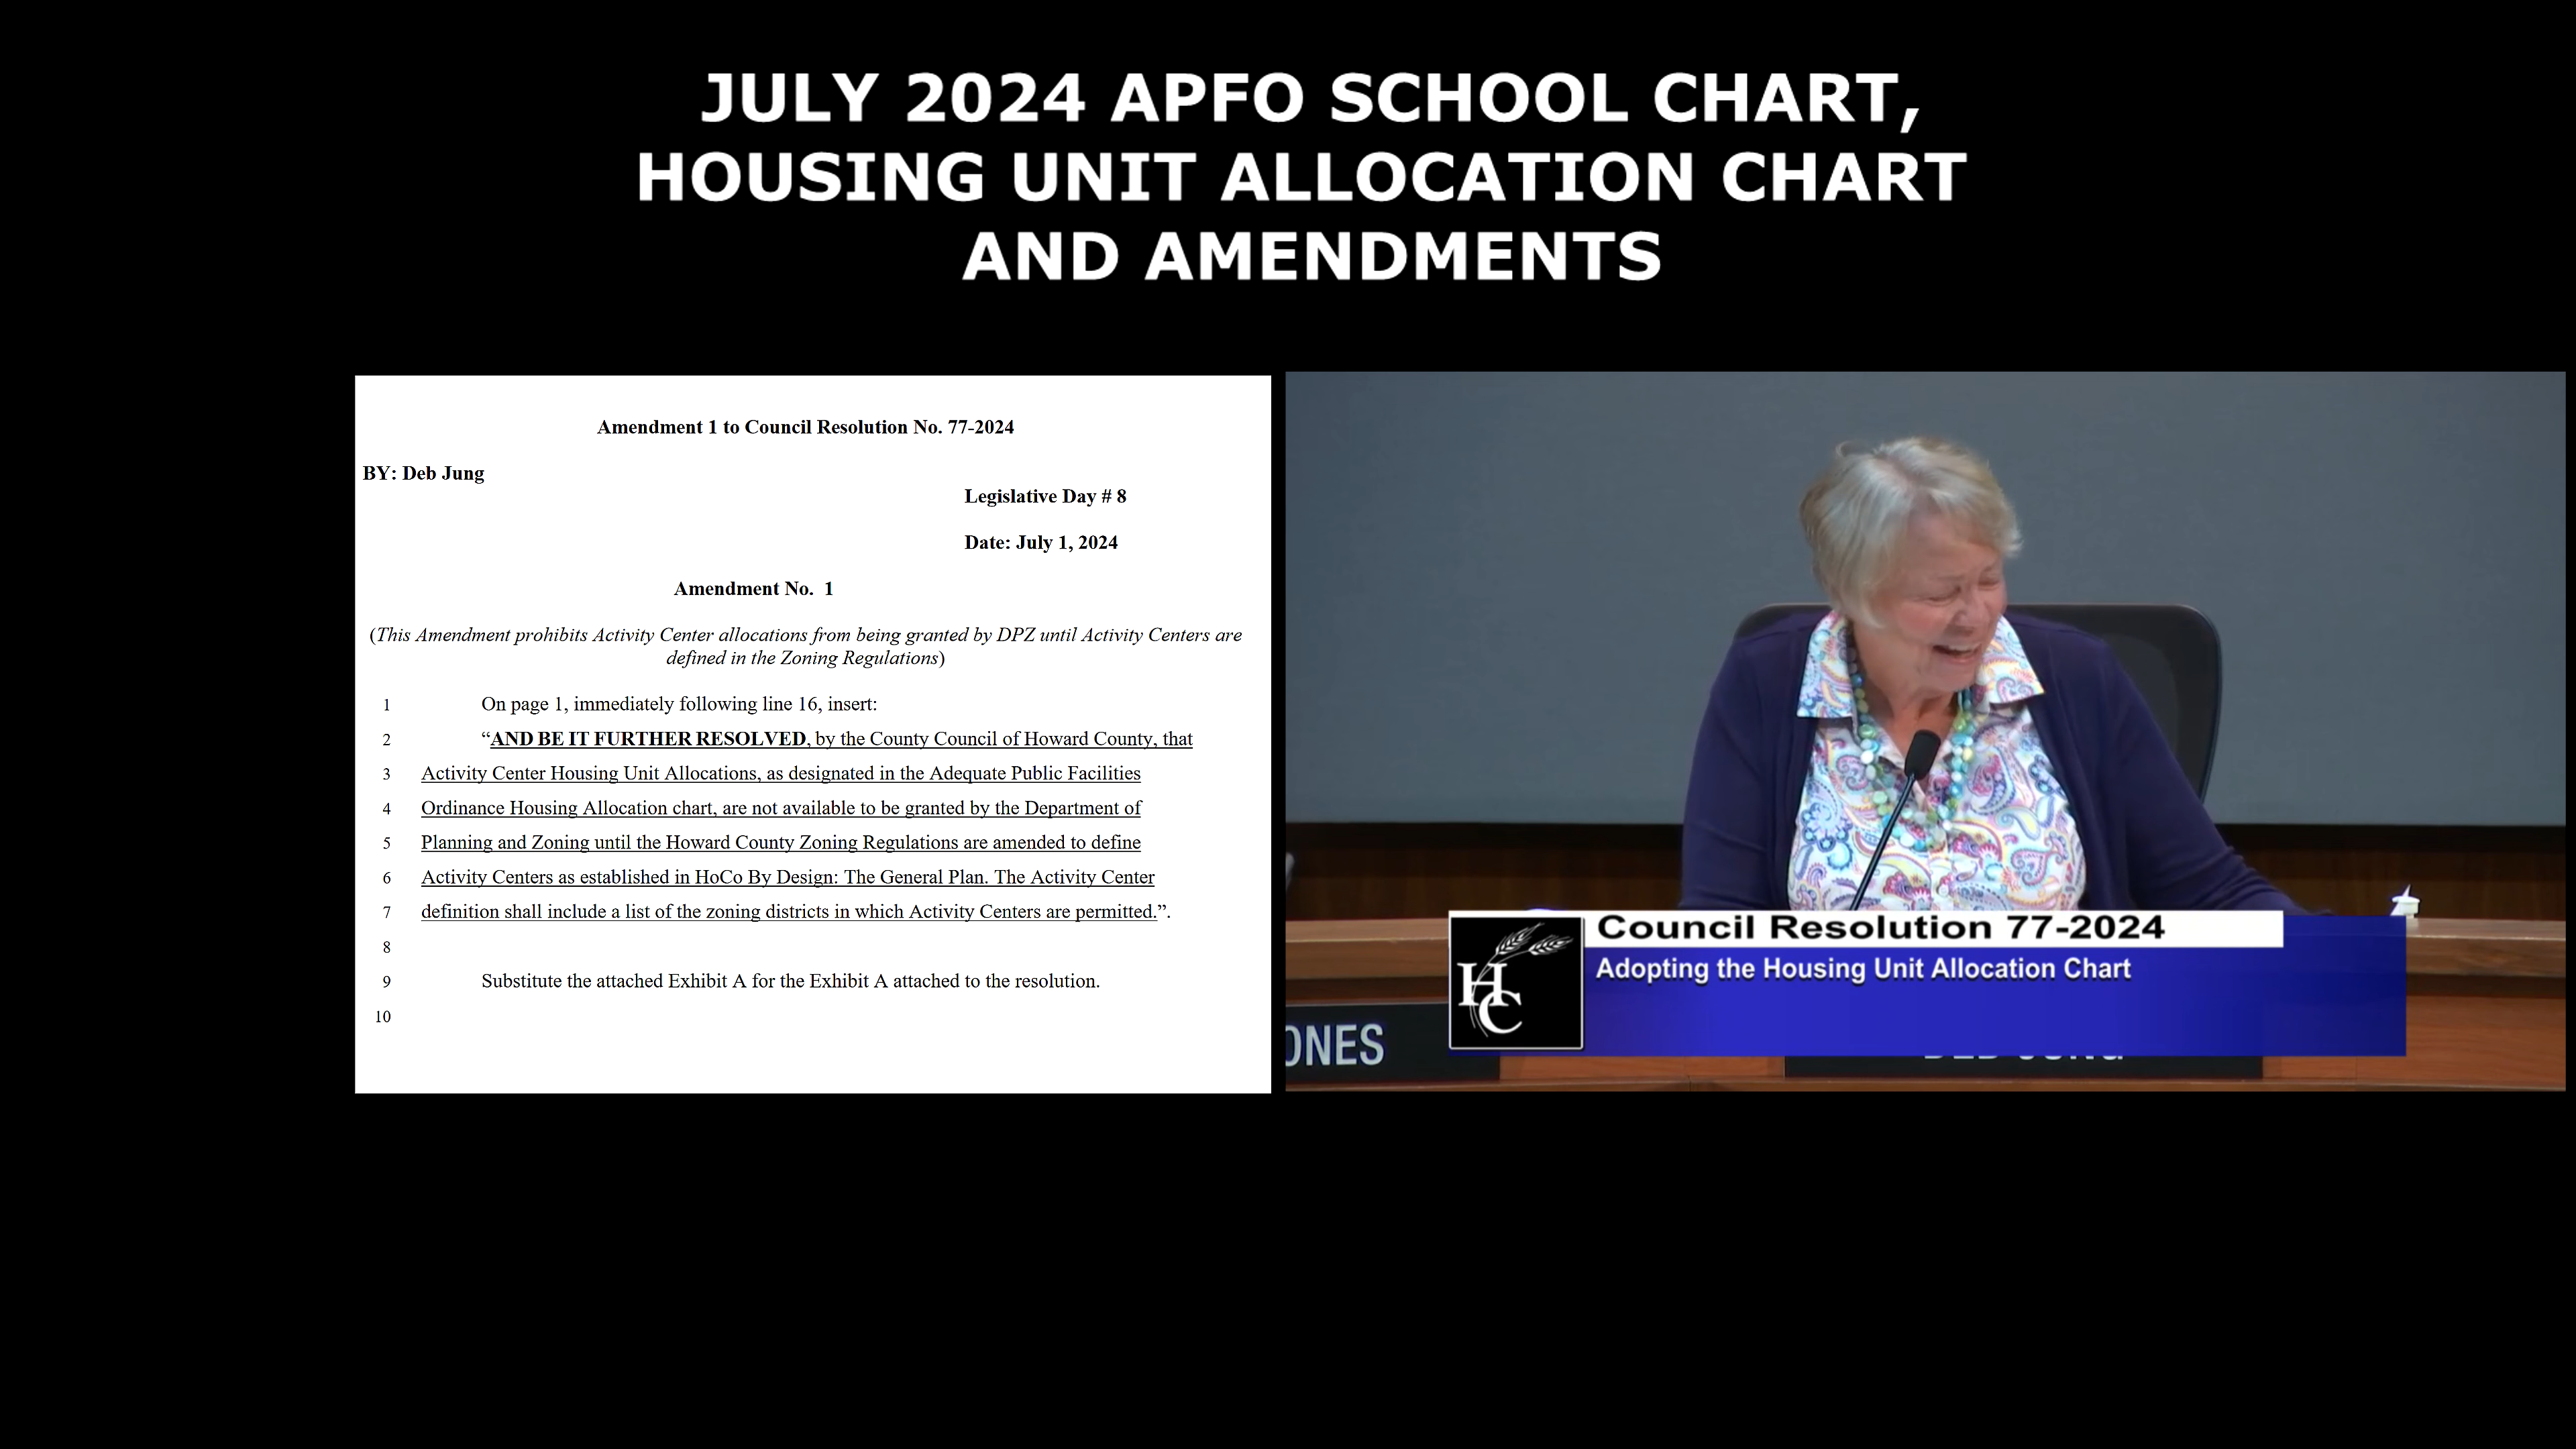 JULY 2024 APFO SCHOOL CHART,
HOUSING UNIT ALLOCATION CHART
AND AMENDMENTS
Amendment 1 to Council Resolution No. 77-2024
BY: Deb Jung
Legislative Day # 8
Date: July 1, 2024
Amendment No. 1
(This Amendment prohibits Activity Center allocations from being granted by DPZ until Activity Centers are
defined in the Zoning Regulations)
1 On page 1, immediately following line 16, insert:
2 “AND BE IT FURTHER RESOLVED, by the County Council of Howard County, that
3 Activity Center Housing Unit Allocations, as designated in the Adequate Public Facilities
4 Ordinance Housing Allocation chart, are not available to be granted by the Department of
5 Planning and Zoning until the Howard County Zoning Regulations are amended to define
6 Activity Centers as established in HoCo By Design: The General Plan. The Activity Center
7 definition shall include a list of the zoning districts in which Activity Centers are permitted.”.
8
9 Substitute the attached Exhibit A for the Exhibit A attached to the resolution.
10
HC
Council Resolution 77-2024
Adopting the Housing Unit Allocation Chart
ONES
DEB JUNG